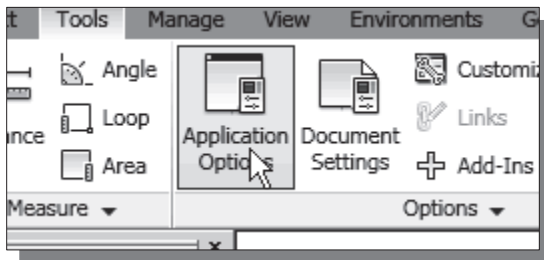 Tools Manage View Environments
Angle
Loop
Area
Measure
Application
Options
Document
Settings
Links
Add-Ins
Options